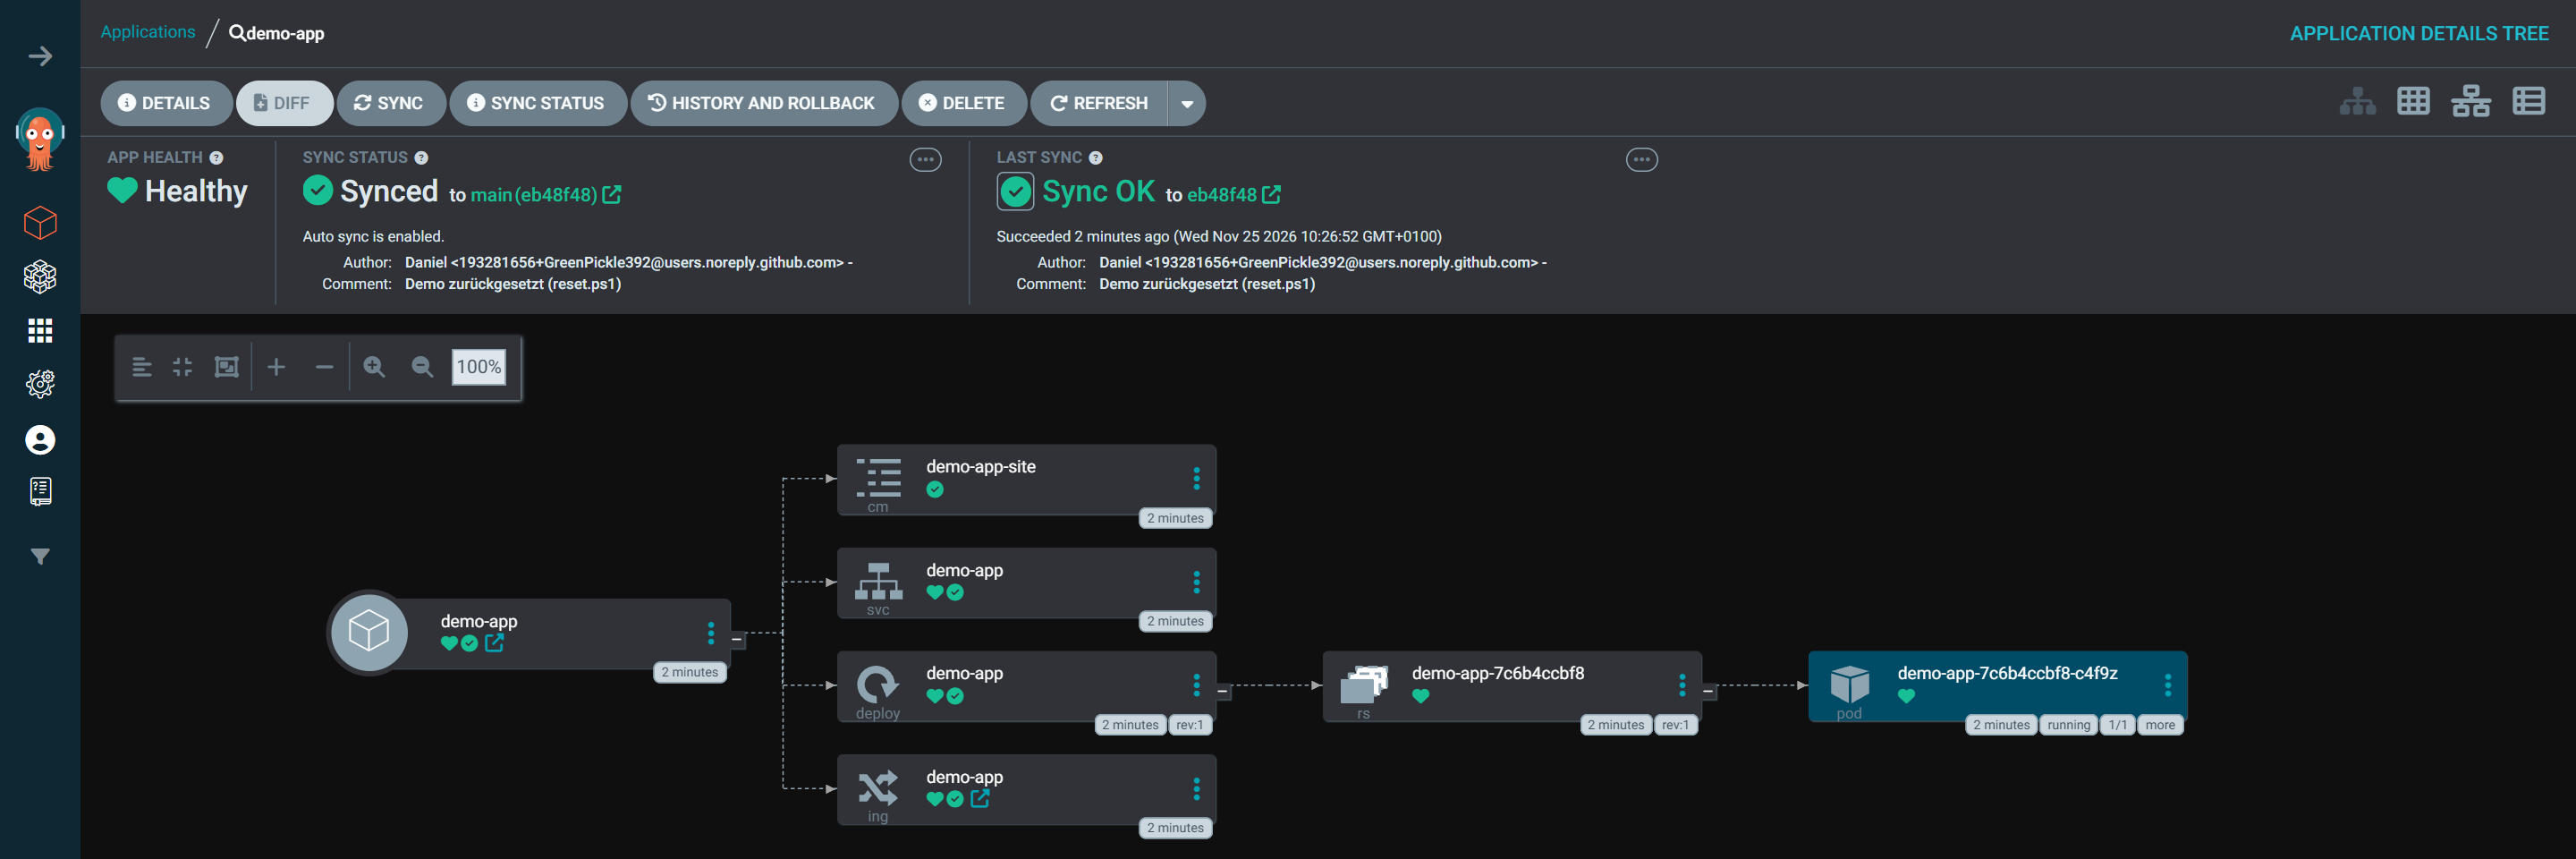 Applications / demo-app
APPLICATION DETAILS TREE
DETAILS
DIFF
SYNC
SYNC STATUS
HISTORY AND ROLLBACK
DELETE
REFRESH
APP HEALTH
Healthy
SYNC STATUS
Synced to main (eb48f48)
Auto sync is enabled.
Author: Daniel <193281656+GreenPickle392@users.noreply.github.com> -
Comment: Demo zurückgesetzt (reset.ps1)
LAST SYNC
Sync OK to eb48f48
Succeeded 2 minutes ago (Wed Nov 25 2026 10:26:52 GMT+0100)
Author: Daniel <193281656+GreenPickle392@users.noreply.github.com> -
Comment: Demo zurückgesetzt (reset.ps1)
100%
demo-app
2 minutes
demo-app-site
cm
2 minutes
demo-app
svc
2 minutes
demo-app
deploy
2 minutes
rev:1
demo-app-7c6b4ccbf8
rs
2 minutes
rev:1
demo-app-7c6b4ccbf8-c4f9z
pod
2 minutes
running
1/1
more
demo-app
ing
2 minutes